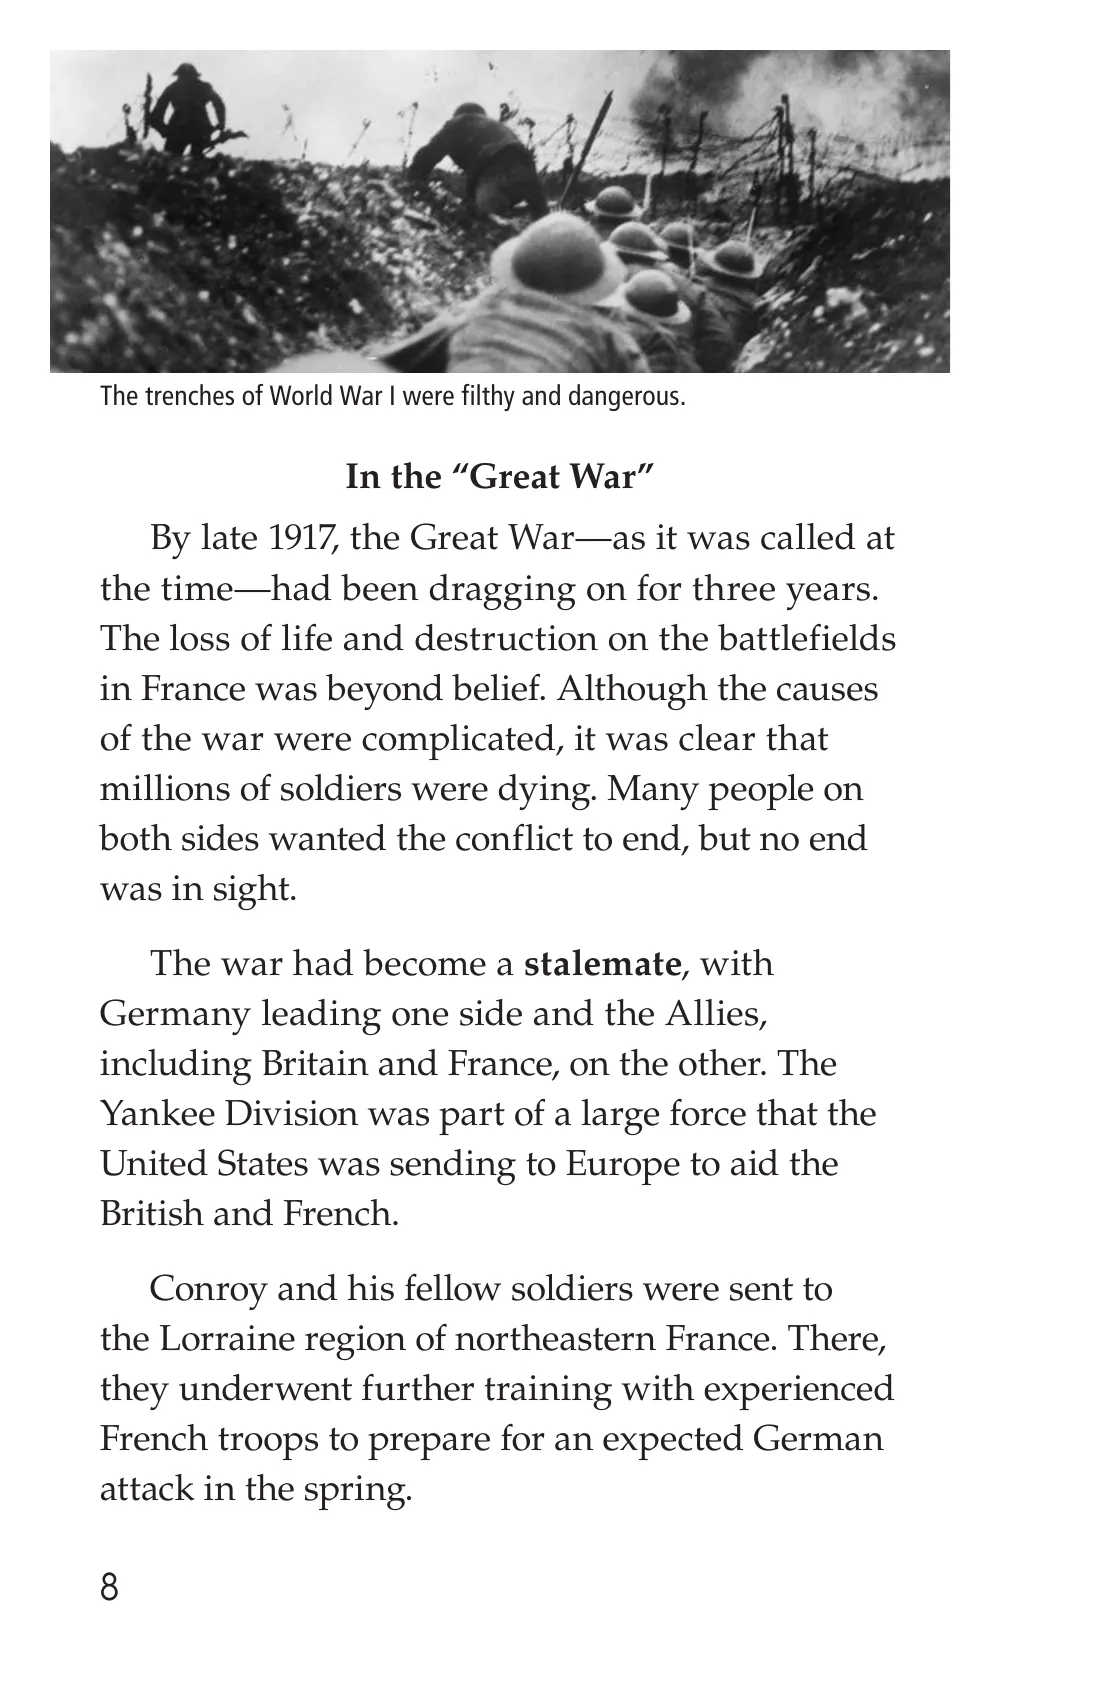 The trenches of World War I were filthy and dangerous.
In the “Great War”
By late 1917, the Great War—as it was called at
the time—had been dragging on for three years.
The loss of life and destruction on the battlefields
in France was beyond belief. Although the causes
of the war were complicated, it was clear that
millions of soldiers were dying. Many people on
both sides wanted the conflict to end, but no end
was in sight.
The war had become a stalemate, with
Germany leading one side and the Allies,
including Britain and France, on the other. The
Yankee Division was part of a large force that the
United States was sending to Europe to aid the
British and French.
Conroy and his fellow soldiers were sent to
the Lorraine region of northeastern France. There,
they underwent further training with experienced
French troops to prepare for an expected German
attack in the spring.
8